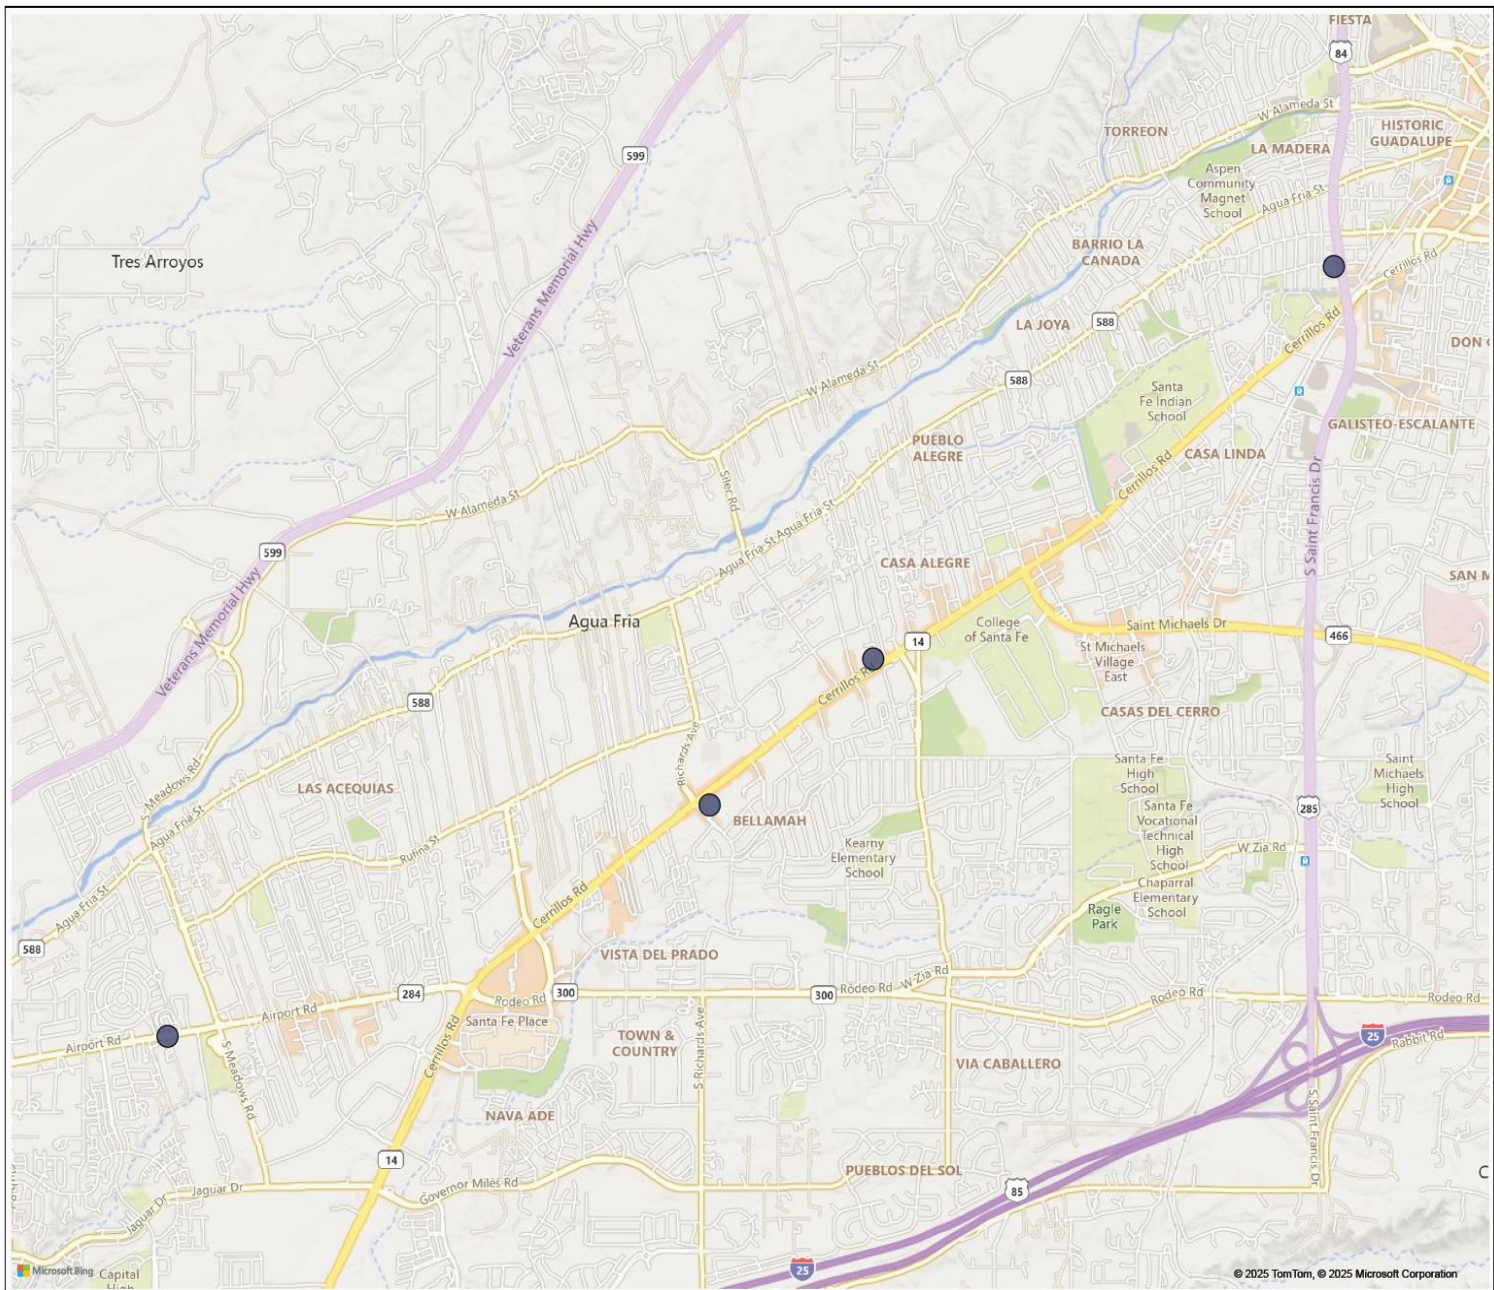 FIESTA
84
W Alameda St
TORREON
HISTORIC
GUADALUPE
LA MADERA
599
Aspen
Community
Magnet
School
Agua Fria St
Veterans Memorial Hwy
BARRIO LA
CANADA
Tres Arroyos
Cerrillos Rd
LA JOYA
588
Cerrillos Rd
DON
W Alameda St
588
Santa
Fe Indian
School
GALISTEO-ESCALANTE
PUEBLO
ALEGRE
CASA LINDA
Cerrillos Rd
Siler Rd
W Alameda St
S Saint Francis Dr
Agua Fria St
Agua Fria St
599
CASA ALEGRE
SAN M
Veterans Memorial Hwy
Agua Fria
College
of Santa Fe
Saint Michaels Dr
466
14
St Michaels
Village
East
Cerrillos R
588
CASAS DEL CERRO
Richards Ave
S Meadows Rd
LAS ACEQUIAS
Santa Fe
High
School
Saint
Michaels
High
School
285
Santa Fe
Vocational
Technical
High
School
BELLAMAH
Agua Fria St
Rufina St
Kearny
Elementary
School
W Zia Rd
Chaparral
Elementary
School
Agua Fria St
Cerrillos Rd
Ragle
Park
588
VISTA DEL PRADO
W Zia Rd
284
Rodeo Rd
300
300
Rodeo Rd
Rodeo Rd
Rodeo Rd
Airport Rd
Santa Fe Place
Airport Rd
TOWN &
COUNTRY
S Richards Ave
25
Rabbit Rd
Cerrillos Rd
S Meadows Rd
VIA CABALLERO
NAVA ADE
S Saint Francis Dr
14
PUEBLOS DEL SOL
C
Jaguar Dr
Governor Miles Rd
85
Jaguar Dr
Microsoft Bing
Capital
High
25
© 2025 TomTom, © 2025 Microsoft Corporation